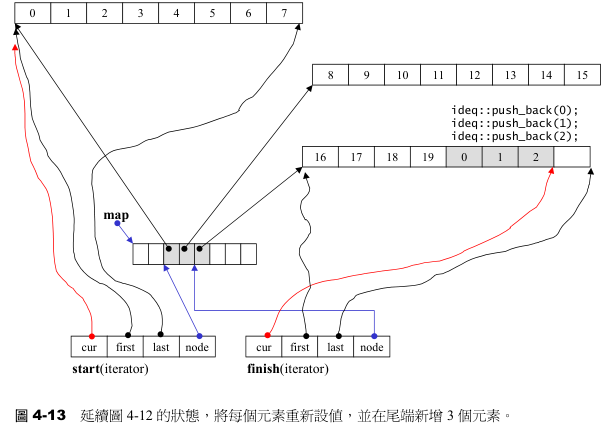 0 1 2 3 4 5 6 7
8 9 10 11 12 13 14 15
ideq::push_back(0);
ideq::push_back(1);
ideq::push_back(2);
16 17 18 19 0 1 2
map
cur first last node
cur first last node
start(iterator)
finish(iterator)
圖 4-13 延續圖 4-12 的狀態，將每個元素重新設值，並在尾端新增 3 個元素。